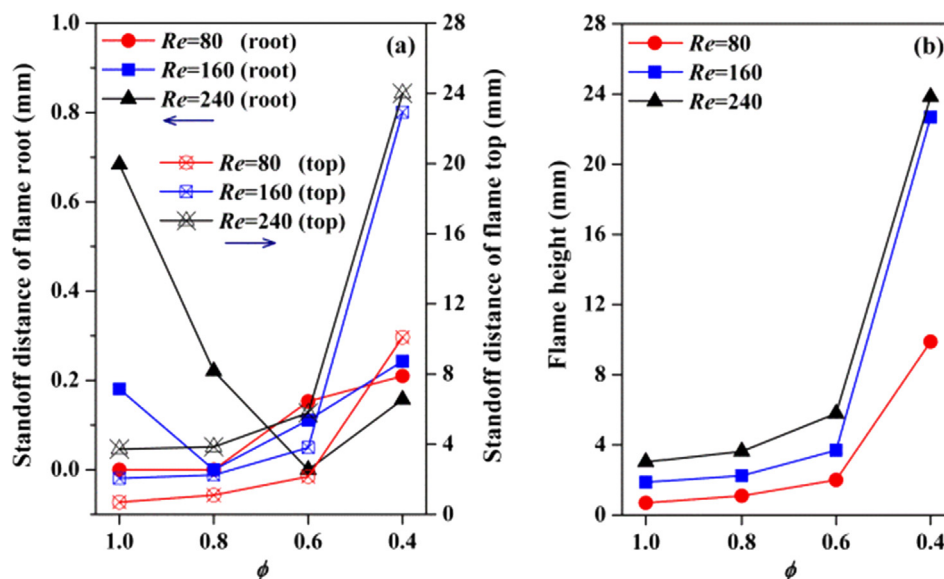 (a)
Re=80 (root)
Re=160 (root)
Re=240 (root)
Re=80 (top)
Re=160 (top)
Re=240 (top)
Standoff distance of flame root (mm)
1.0
0.8
0.6
0.4
0.2
0.0
Standoff distance of flame top (mm)
28
24
20
16
12
8
4
0
1.0
0.8
0.6
0.4
ϕ
(b)
Re=80
Re=160
Re=240
Flame height (mm)
28
24
20
16
12
8
4
0
1.0
0.8
0.6
0.4
ϕ